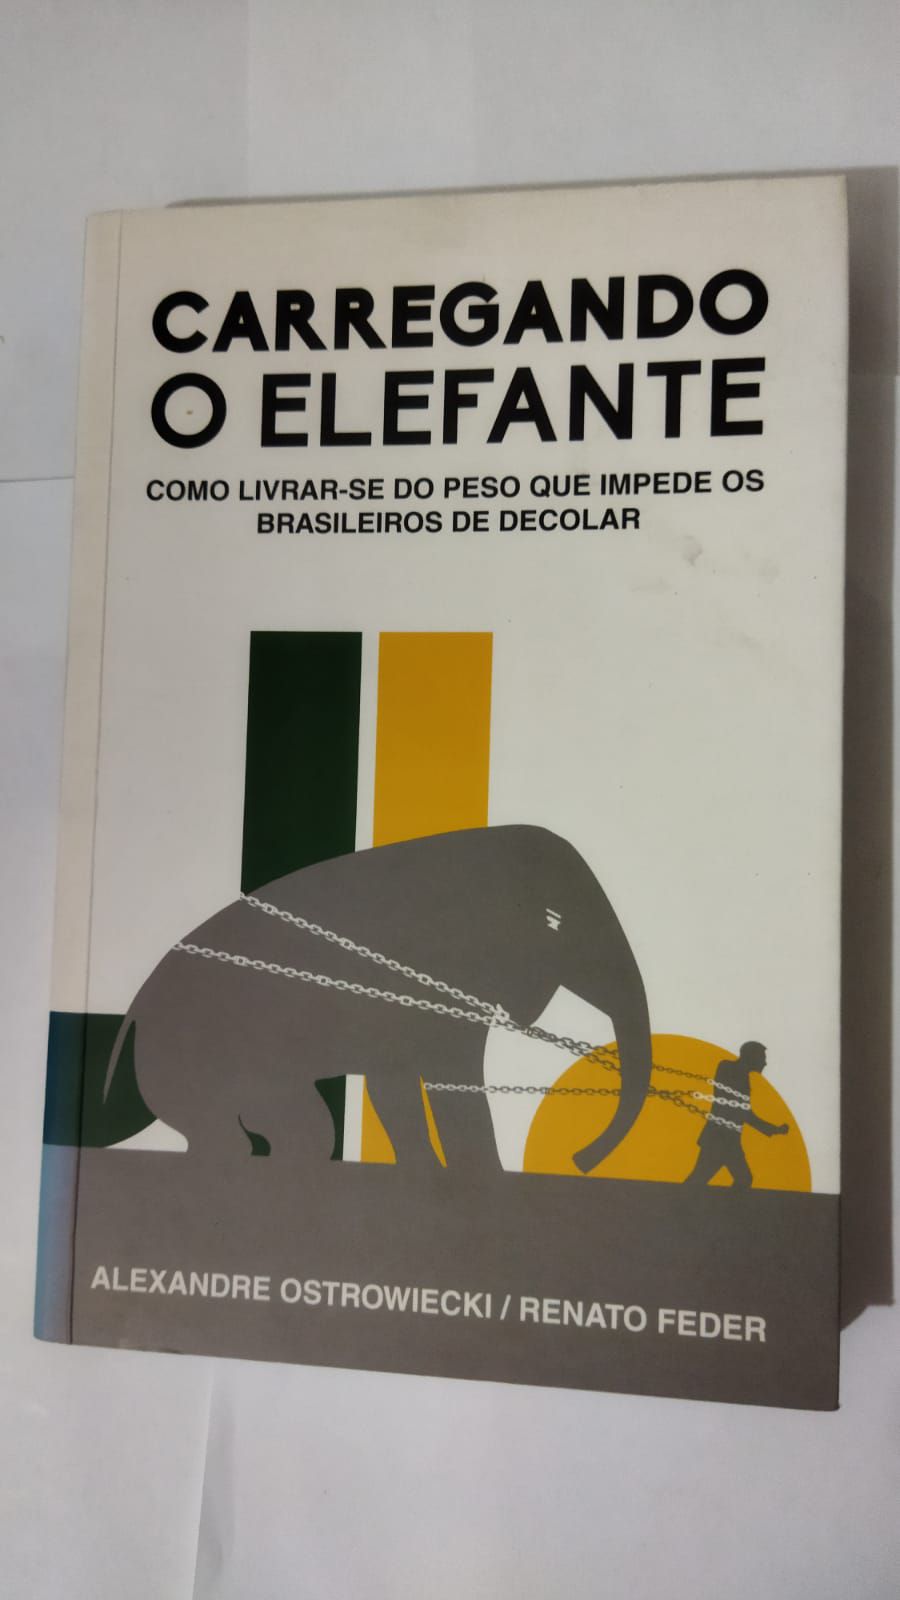 CARREGANDO
O ELEFANTE
COMO LIVRAR-SE DO PESO QUE IMPEDE OS
BRASILEIROS DE DECOLAR
ALEXANDRE OSTROWIECKI / RENATO FEDER